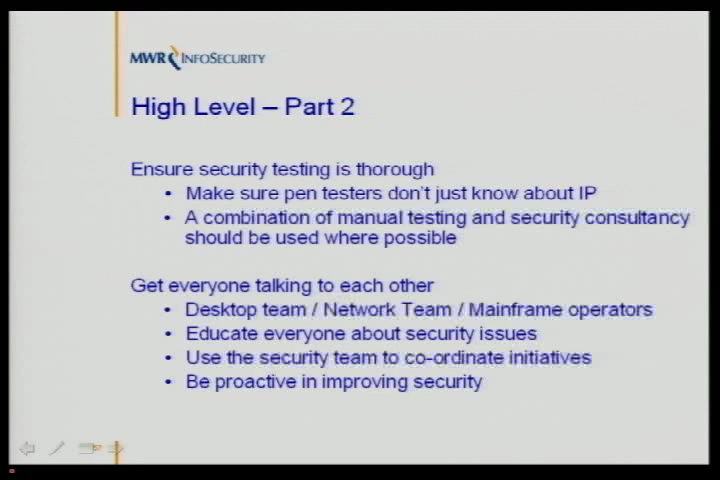 MWR INFOSECURITY
High Level – Part 2
Ensure security testing is thorough
• Make sure pen testers don't just know about IP
• A combination of manual testing and security consultancy
should be used where possible
Get everyone talking to each other
• Desktop team / Network Team / Mainframe operators
• Educate everyone about security issues
• Use the security team to co-ordinate initiatives
• Be proactive in improving security